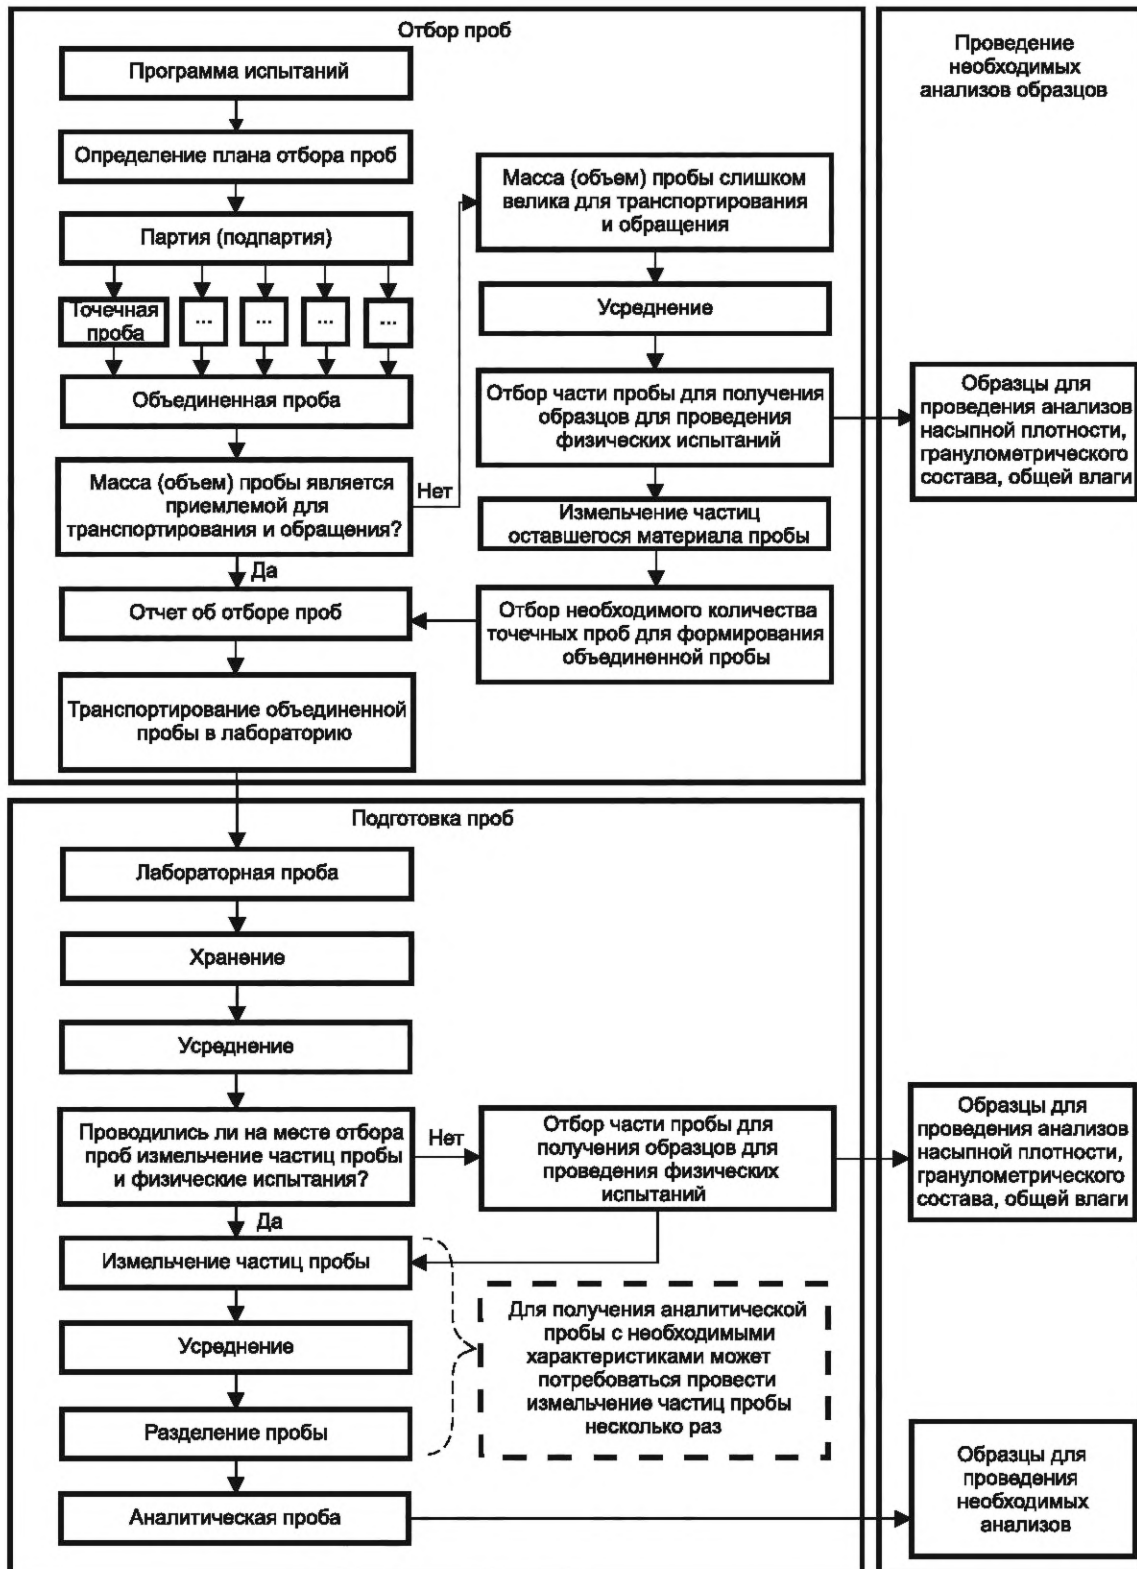 Отбор проб
Программа испытаний
Определение плана отбора проб
Партия (подпартия)
Точечная
проба
...
...
...
...
Объединенная проба
Масса (объем) пробы является
приемлемой для
транспортирования и обращения?
Нет
Да
Отчет об отборе проб
Транспортирование объединенной
пробы в лабораторию
Масса (объем) пробы слишком
велика для транспортирования
и обращения
Усреднение
Отбор части пробы для получения
образцов для проведения
физических испытаний
Измельчение частиц
оставшегося материала пробы
Отбор необходимого количества
точечных проб для формирования
объединенной пробы
Проведение
необходимых
анализов образцов
Образцы для
проведения анализов
насыпной плотности,
гранулометрического
состава, общей влаги
Подготовка проб
Лабораторная проба
Хранение
Усреднение
Проводились ли на месте отбора
проб измельчение частиц пробы
и физические испытания?
Нет
Да
Отбор части пробы для
получения образцов для
проведения физических
испытаний
Образцы для
проведения анализов
насыпной плотности,
гранулометрического
состава, общей влаги
Измельчение частиц пробы
Усреднение
Разделение пробы
Для получения аналитической
пробы с необходимыми
характеристиками может
потребоваться провести
измельчение частиц пробы
несколько раз
Аналитическая проба
Образцы для
проведения
необходимых
анализов